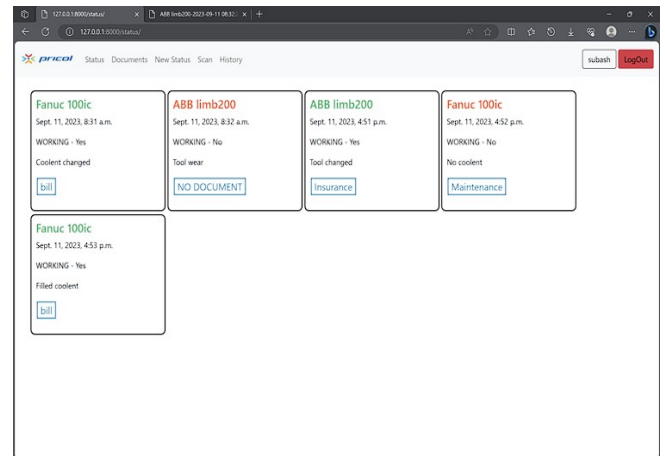 127.0.0.1:8000/status/
ABB limb200-2023-09-11 08:32:
127.0.0.1:8000/status/
pricol Status Documents New Status Scan History subash LogOut
Fanuc 100ic
Sept. 11, 2023, 8:31 a.m.
WORKING - Yes
Coolent changed
bill
ABB limb200
Sept. 11, 2023, 8:32 a.m.
WORKING - No
Tool wear
NO DOCUMENT
ABB limb200
Sept. 11, 2023, 4:51 p.m.
WORKING - Yes
Tool changed
Insurance
Fanuc 100ic
Sept. 11, 2023, 4:52 p.m.
WORKING - No
No coolent
Maintenance
Fanuc 100ic
Sept. 11, 2023, 4:53 p.m.
WORKING - Yes
Filled coolent
bill